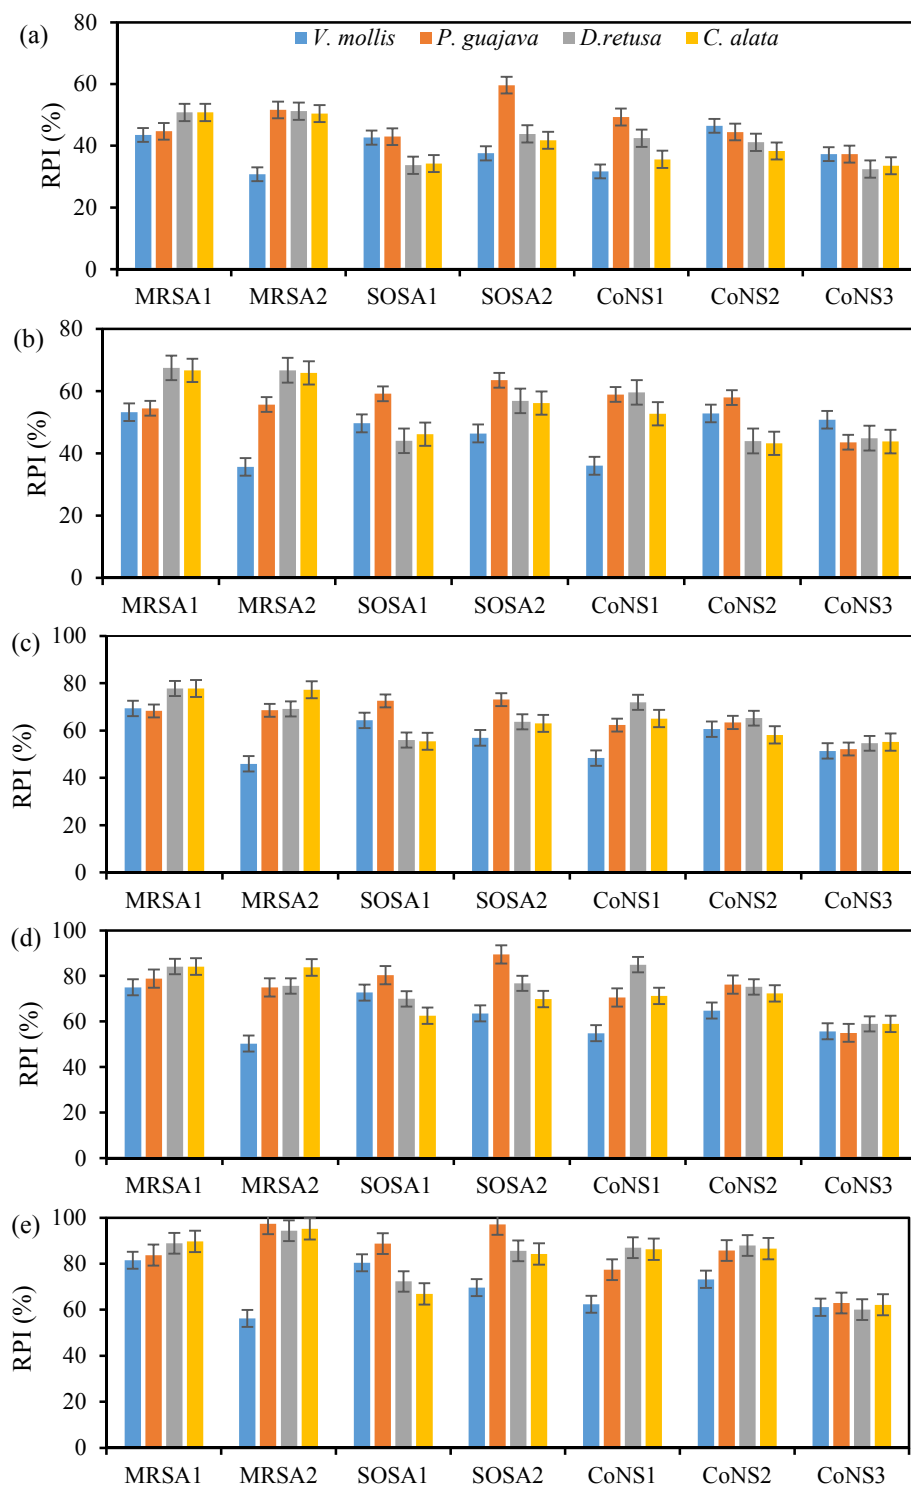 (a)
80
V. mollis P. guajava D.retusa C. alata
60
40
20
0
RPI (%)
MRSA1 MRSA2 SOSA1 SOSA2 CoNS1 CoNS2 CoNS3
(b)
80
60
40
20
0
RPI (%)
MRSA1 MRSA2 SOSA1 SOSA2 CoNS1 CoNS2 CoNS3
(c)
100
80
60
40
20
0
RPI (%)
MRSA1 MRSA2 SOSA1 SOSA2 CoNS1 CoNS2 CoNS3
(d)
100
80
60
40
20
0
RPI (%)
MRSA1 MRSA2 SOSA1 SOSA2 CoNS1 CoNS2 CoNS3
(e)
100
80
60
40
20
0
RPI (%)
MRSA1 MRSA2 SOSA1 SOSA2 CoNS1 CoNS2 CoNS3